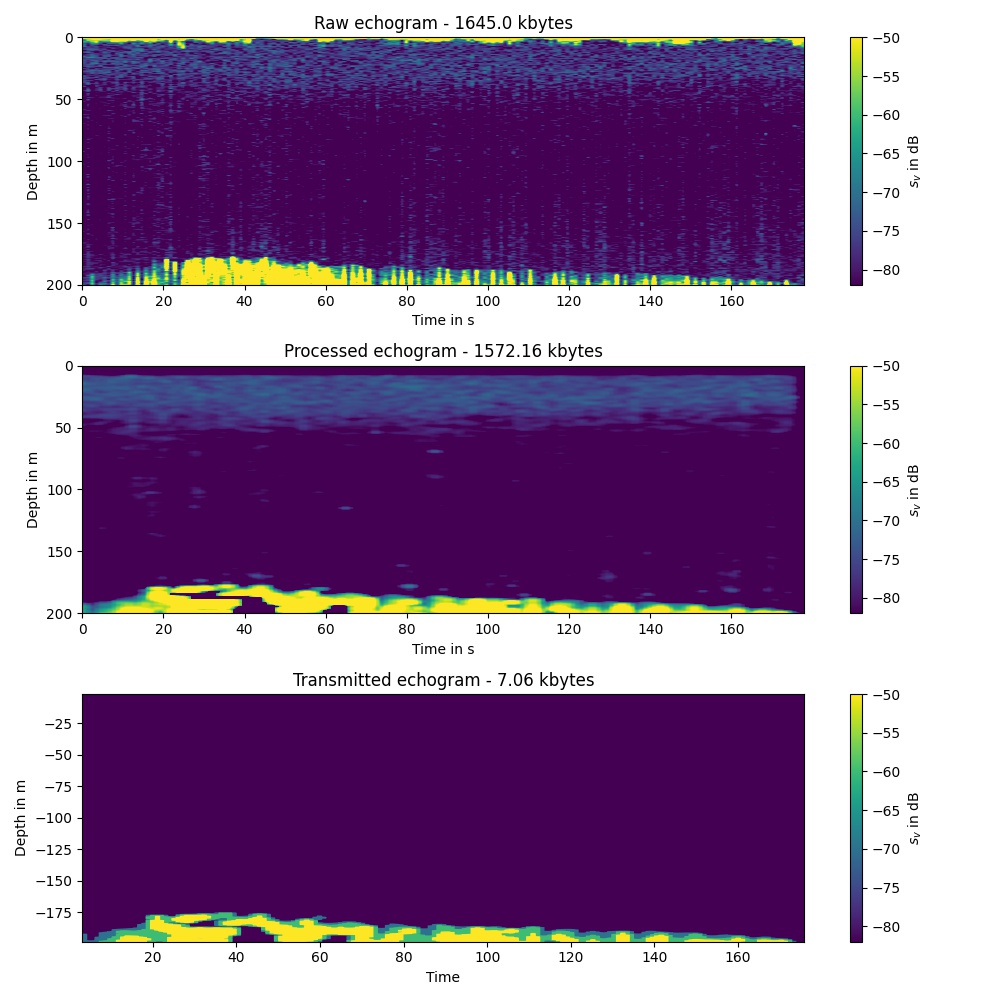 Raw echogram - 1645.0 kbytes
0
50
100
150
200
Depth in m
0 20 40 60 80 100 120 140 160
Time in s
−50
−55
−60
−65
−70
−75
−80
s_v in dB
Processed echogram - 1572.16 kbytes
0
50
100
150
200
Depth in m
0 20 40 60 80 100 120 140 160
Time in s
−50
−55
−60
−65
−70
−75
−80
s_v in dB
Transmitted echogram - 7.06 kbytes
−25
−50
−75
−100
−125
−150
−175
Depth in m
20 40 60 80 100 120 140 160
Time
−50
−55
−60
−65
−70
−75
−80
s_v in dB